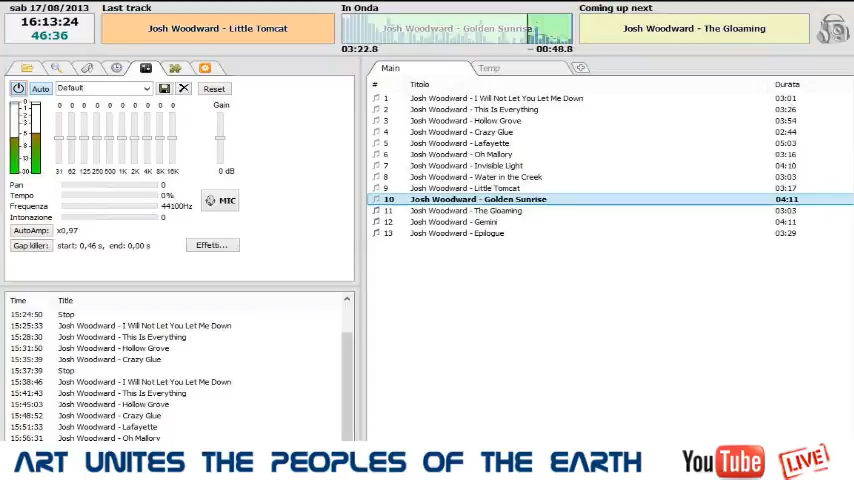 sab 17/08/2013
16:13:24
46:36
Last track
Josh Woodward - Little Tomcat
In Onda
Josh Woodward - Golden Sunrise
03:22.8
- 00:48.8
Coming up next
Josh Woodward - The Gloaming
Auto
Default
Reset
0 0 0 0 0 0 0 0 0 0
31 62 125 250 500 1K 2K 4K 8K 16K
Gain
0 dB
Pan 0
Tempo 0%
Frequenza 44100Hz
Intonazione 0
MIC
AutoAmp: x0,97
Gap killer: start: 0,46 s, end: 0,00 s
Effetti...
Main
Temp
# Titolo Durata
1 Josh Woodward - I Will Not Let You Let Me Down 03:01
2 Josh Woodward - This Is Everything 03:26
3 Josh Woodward - Hollow Grove 03:54
4 Josh Woodward - Crazy Glue 02:44
5 Josh Woodward - Lafayette 05:03
6 Josh Woodward - Oh Mallory 03:16
7 Josh Woodward - Invisible Light 04:10
8 Josh Woodward - Water in the Creek 03:03
9 Josh Woodward - Little Tomcat 03:17
10 Josh Woodward - Golden Sunrise 04:11
11 Josh Woodward - The Gloaming 03:03
12 Josh Woodward - Gemini 04:11
13 Josh Woodward - Epilogue 03:29
Time Title
15:24:50 Stop
15:25:33 Josh Woodward - I Will Not Let You Let Me Down
15:28:30 Josh Woodward - This Is Everything
15:31:50 Josh Woodward - Hollow Grove
15:35:39 Josh Woodward - Crazy Glue
15:37:39 Stop
15:38:46 Josh Woodward - I Will Not Let You Let Me Down
15:41:43 Josh Woodward - This Is Everything
15:45:03 Josh Woodward - Hollow Grove
15:48:52 Josh Woodward - Crazy Glue
15:51:33 Josh Woodward - Lafayette
15:56:31 Josh Woodward - Oh Mallory
ART UNITES THE PEOPLES OF THE EARTH
YouTube
LIVE